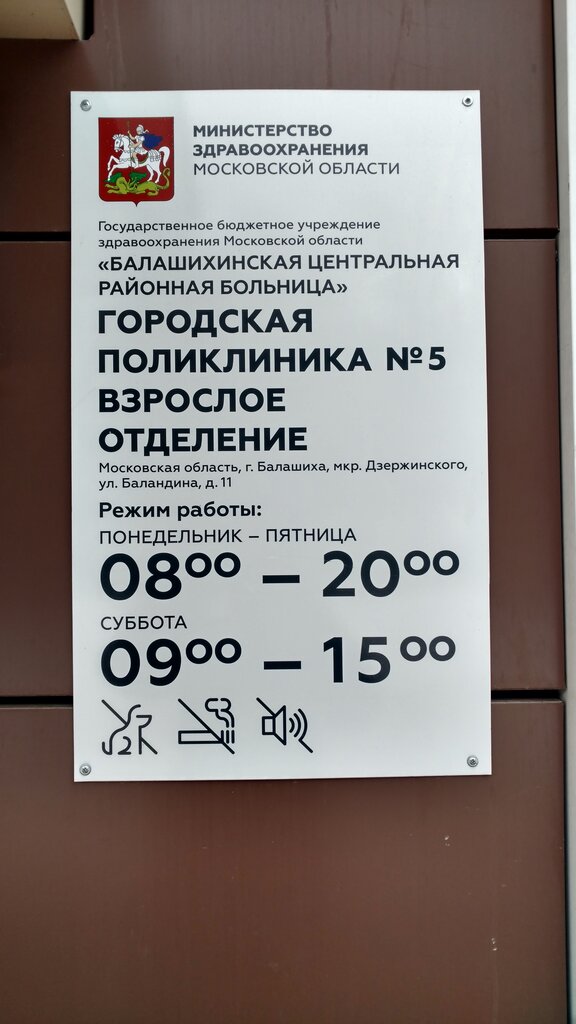 МИНИСТЕРСТВО
ЗДРАВООХРАНЕНИЯ
МОСКОВСКОЙ ОБЛАСТИ
Государственное бюджетное учреждение
здравоохранения Московской области
«БАЛАШИХИНСКАЯ ЦЕНТРАЛЬНАЯ
РАЙОННАЯ БОЛЬНИЦА»
ГОРОДСКАЯ
ПОЛИКЛИНИКА №5
ВЗРОСЛОЕ
ОТДЕЛЕНИЕ
Московская область, г. Балашиха, мкр. Дзержинского,
ул. Баландина, д. 11
Режим работы:
ПОНЕДЕЛЬНИК – ПЯТНИЦА
08⁰⁰ – 20⁰⁰
СУББОТА
09⁰⁰ – 15⁰⁰